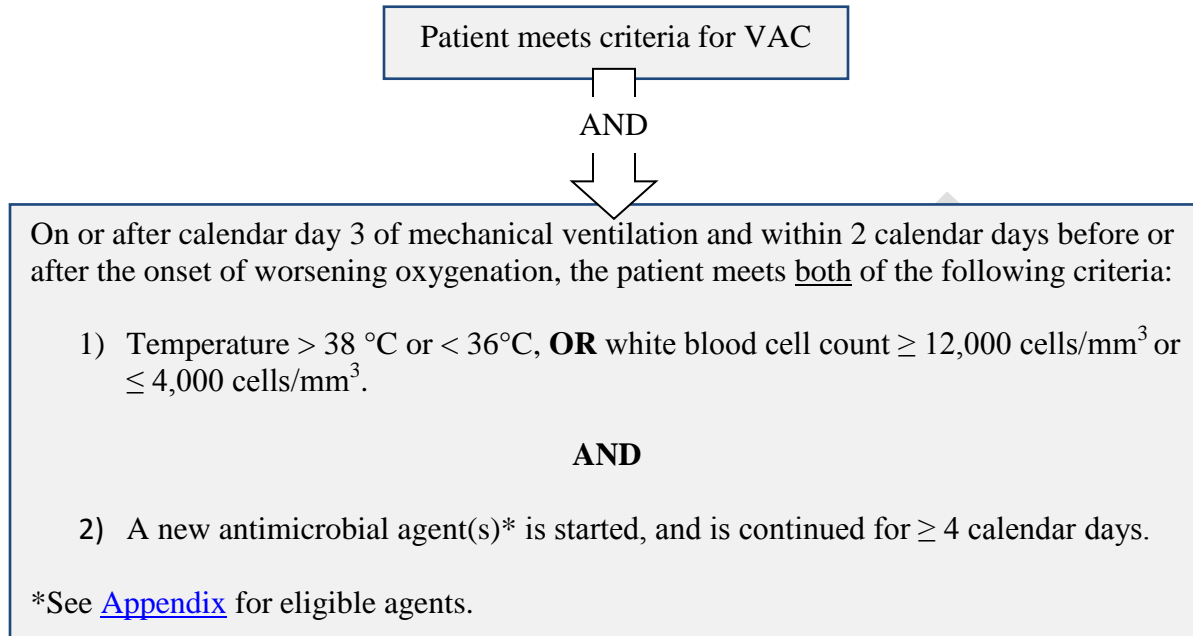 Patient meets criteria for VAC
AND
On or after calendar day 3 of mechanical ventilation and within 2 calendar days before or
after the onset of worsening oxygenation, the patient meets both of the following criteria:
1) Temperature > 38 °C or < 36°C, OR white blood cell count ≥ 12,000 cells/mm³ or
≤ 4,000 cells/mm³.
AND
2) A new antimicrobial agent(s)* is started, and is continued for ≥ 4 calendar days.
*See Appendix for eligible agents.